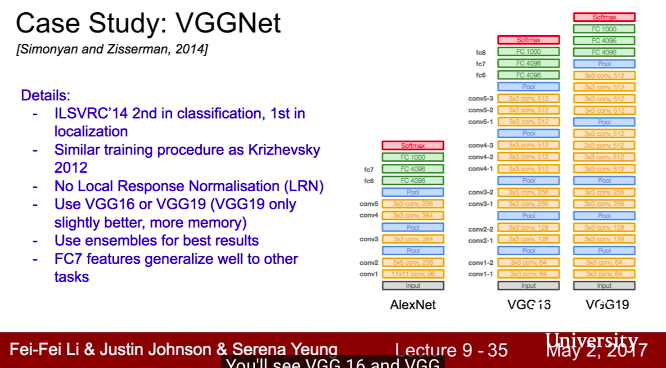 Case Study: VGGNet
[Simonyan and Zisserman, 2014]
Details:
- ILSVRC'14 2nd in classification, 1st in
localization
- Similar training procedure as Krizhevsky
2012
- No Local Response Normalisation (LRN)
- Use VGG16 or VGG19 (VGG19 only
slightly better, more memory)
- Use ensembles for best results
- FC7 features generalize well to other
tasks
Softmax
FC 1000
fc7 FC 4096
fc6 FC 4096
Pool
conv5 3x3 conv, 256
conv4 3x3 conv, 384
Pool
conv3 3x3 conv, 384
Pool
conv2 5x5 conv, 256
conv1 11x11 conv, 96
Input
AlexNet
Softmax
fc8 FC 1000
fc7 FC 4096
fc6 FC 4096
Pool
conv5-3 3x3 conv, 512
conv5-2 3x3 conv, 512
conv5-1 3x3 conv, 512
Pool
conv4-3 3x3 conv, 512
conv4-2 3x3 conv, 512
conv4-1 3x3 conv, 512
Pool
conv3-2 3x3 conv, 256
conv3-1 3x3 conv, 256
Pool
conv2-2 3x3 conv, 128
conv2-1 3x3 conv, 128
Pool
conv1-2 3x3 conv, 64
conv1-1 3x3 conv, 64
Input
VGG16
Softmax
FC 1000
FC 4096
FC 4096
Pool
3x3 conv, 512
3x3 conv, 512
3x3 conv, 512
3x3 conv, 512
Pool
3x3 conv, 512
3x3 conv, 512
3x3 conv, 512
3x3 conv, 512
Pool
3x3 conv, 256
3x3 conv, 256
Pool
3x3 conv, 128
3x3 conv, 128
Pool
3x3 conv, 64
3x3 conv, 64
Input
VGG19
Fei-Fei Li & Justin Johnson & Serena Yeung
Lecture 9 - 35
May 2, 2017
University
You'll see VGG 16 and VGG